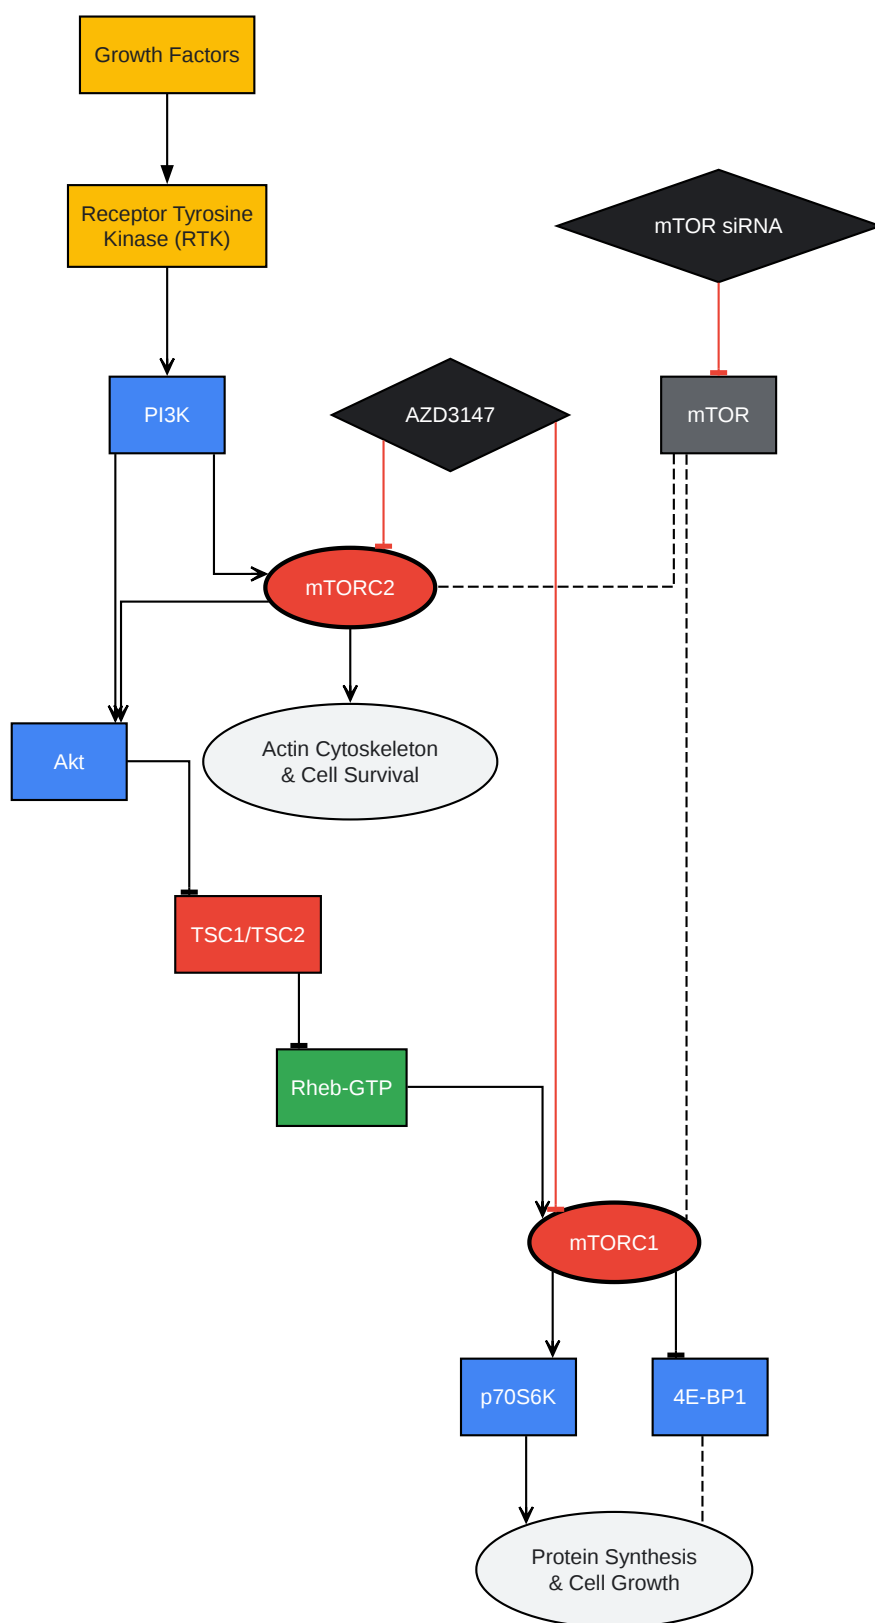 Growth Factors
Receptor Tyrosine
Kinase (RTK)
mTOR siRNA
PI3K
AZD3147
mTOR
mTORC2
Akt
Actin Cytoskeleton
& Cell Survival
TSC1/TSC2
Rheb-GTP
mTORC1
p70S6K
4E-BP1
Protein Synthesis
& Cell Growth